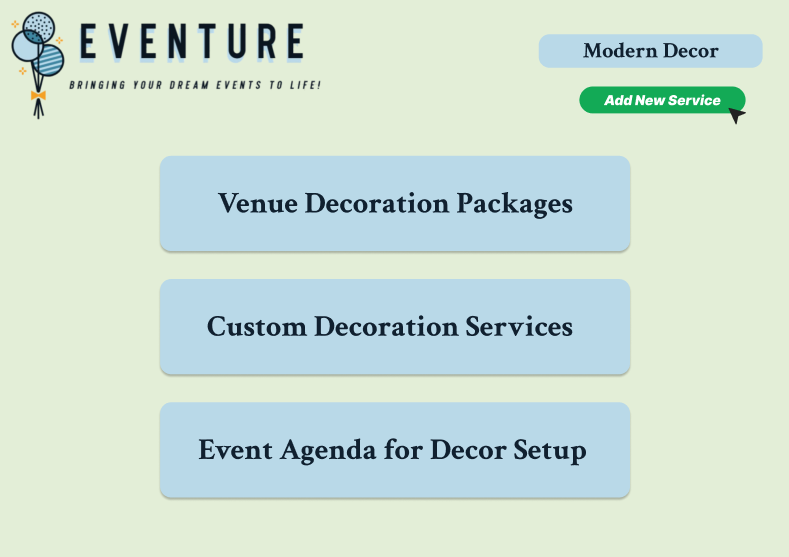 EVENTURE
BRINGING YOUR DREAM EVENTS TO LIFE!
Modern Decor
Add New Service
Venue Decoration Packages
Custom Decoration Services
Event Agenda for Decor Setup